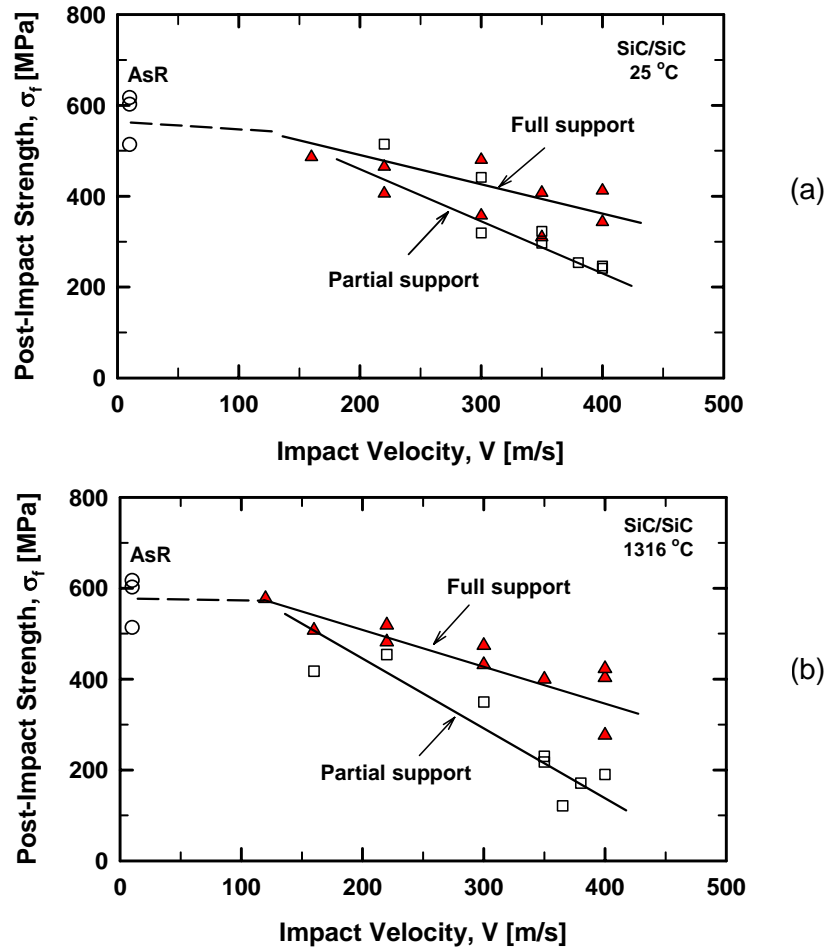 800
600
400
200
0
Post-Impact Strength, σf [MPa]
AsR
SiC/SiC
25 °C
Full support
Partial support
0 100 200 300 400 500
Impact Velocity, V [m/s]
(a)
800
600
400
200
0
Post-Impact Strength, σf [MPa]
AsR
SiC/SiC
1316 °C
Full support
Partial support
0 100 200 300 400 500
Impact Velocity, V [m/s]
(b)